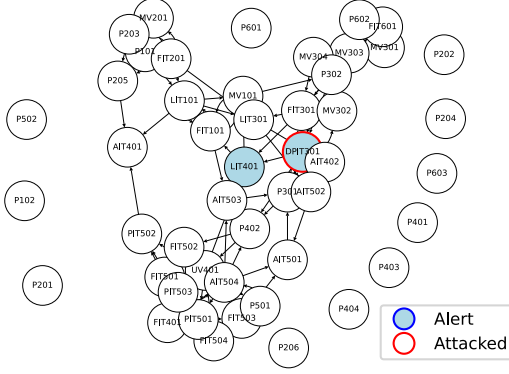 MV201
P602
FIT601
P203
P601
P101
MV301
MV303
P202
MV304
FIT201
P302
P205
MV101
LIT101
FIT301
MV302
P502
LIT301
P204
FIT101
AIT401
DPIT301
AIT402
LIT401
P603
P301
AIT502
P102
AIT503
P401
P402
PIT502
FIT502
AIT501
P403
UV401
FIT501
AIT504
P201
PIT503
P501
P404
FIT401
PIT501
FIT503
FIT504
P206
Alert
Attacked